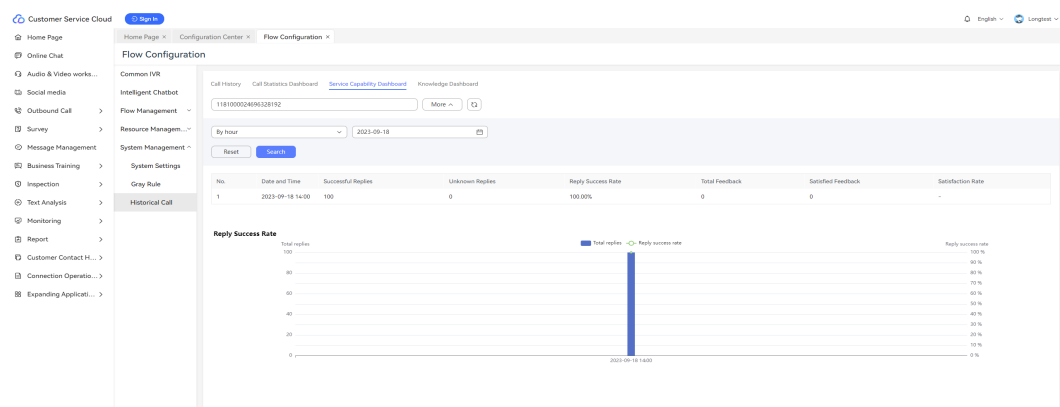 Customer Service Cloud
Sign In
English
Longtest
Home Page
Online Chat
Audio & Video works...
Social media
Outbound Call
Survey
Message Management
Business Training
Inspection
Text Analysis
Monitoring
Report
Customer Contact H...
Connection Operatio...
Expanding Applicati...
Home Page × Configuration Center × Flow Configuration ×
Flow Configuration
Common IVR
Intelligent Chatbot
Flow Management
Resource Managem...
System Management
System Settings
Gray Rule
Historical Call
Call History Call Statistics Dashboard Service Capability Dashboard Knowledge Dashboard
1181000024696328192 More
By hour 2023-09-18
Reset Search
No. Date and Time Successful Replies Unknown Replies Reply Success Rate Total Feedback Satisfied Feedback Satisfaction Rate
1 2023-09-18 14:00 100 0 100.00% 0 0 -
Reply Success Rate
Total replies Total replies Reply success rate Reply success rate
100 100 %
90 %
80 80 %
70 %
60 60 %
50 %
40 40 %
30 %
20 20 %
10 %
0 0 %
2023-09-18 14:00